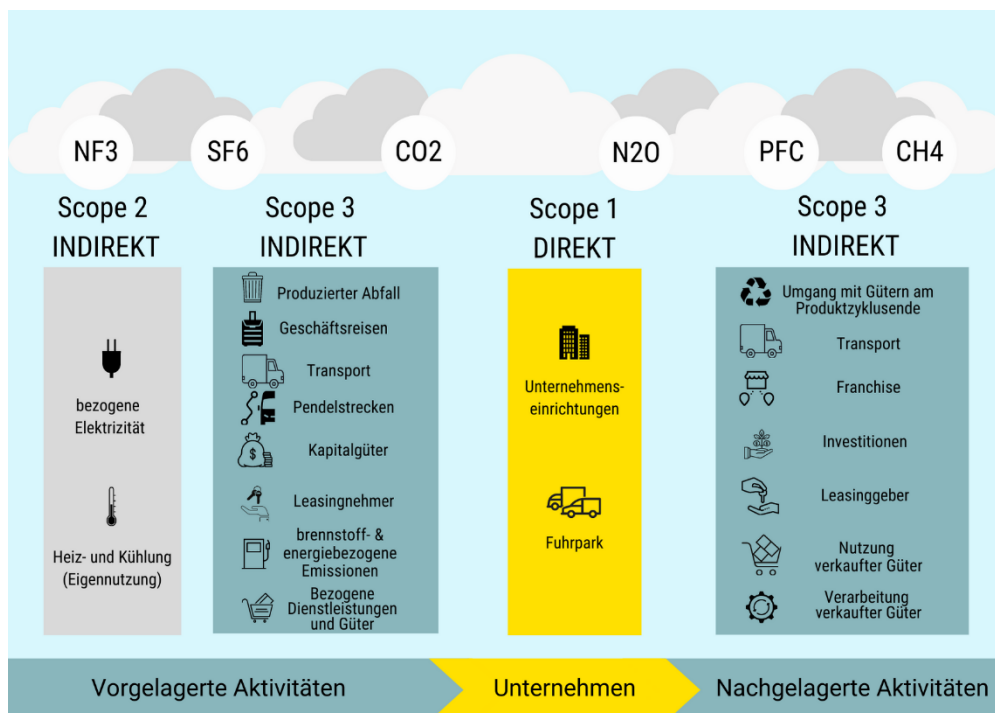 NF3
SF6
CO2
N2O
PFC
CH4
Scope 2
INDIREKT
bezogene
Elektrizität
Heiz- und Kühlung
(Eigennutzung)
Scope 3
INDIREKT
Produzierter Abfall
Geschäftsreisen
Transport
Pendelstrecken
$
Kapitalgüter
Leasingnehmer
brennstoff- &
energiebezogene
Emissionen
Bezogene
Dienstleistungen
und Güter
Scope 1
DIREKT
Unternehmens-
einrichtungen
Fuhrpark
Scope 3
INDIREKT
Umgang mit Gütern am
Produktzyklusende
Transport
Franchise
Investitionen
Leasinggeber
Nutzung
verkaufter Güter
Verarbeitung
verkaufter Güter
Vorgelagerte Aktivitäten
Unternehmen
Nachgelagerte Aktivitäten